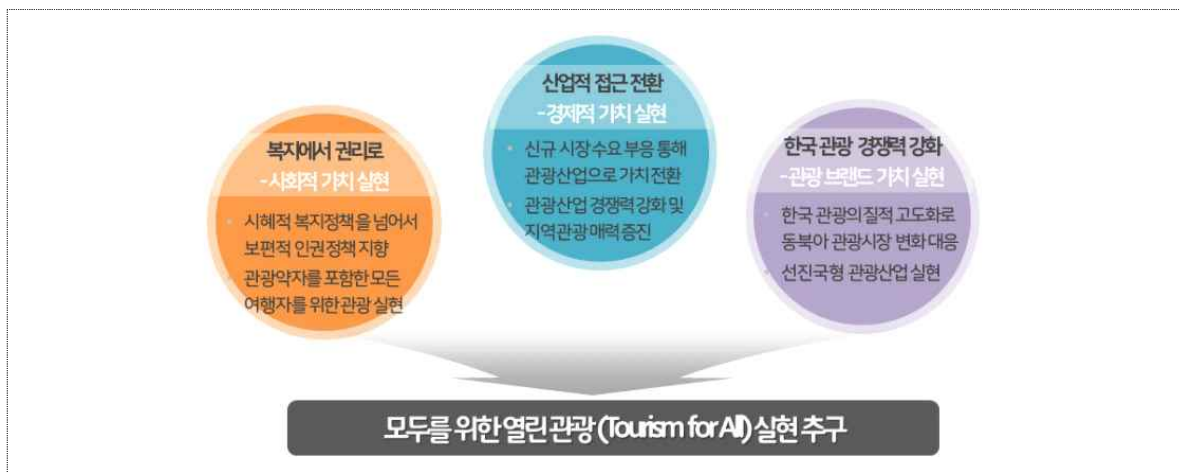 복지에서 권리로
- 사회적 가치 실현
• 시혜적 복지정책을 넘어서
보편적 인권정책 지향
• 관광약자를 포함한 모든
여행자를 위한 관광 실현
산업적 접근 전환
- 경제적 가치 실현
• 신규 시장 수요 부응 통해
관광산업으로 가치 전환
• 관광산업 경쟁력 강화 및
지역관광 매력 증진
한국 관광 경쟁력 강화
- 관광 브랜드 가치 실현
• 한국 관광의 질적 고도화로
동북아 관광시장 변화 대응
• 선진국형 관광산업 실현
모두를 위한 열린 관광 (Tourism for All) 실현 추구